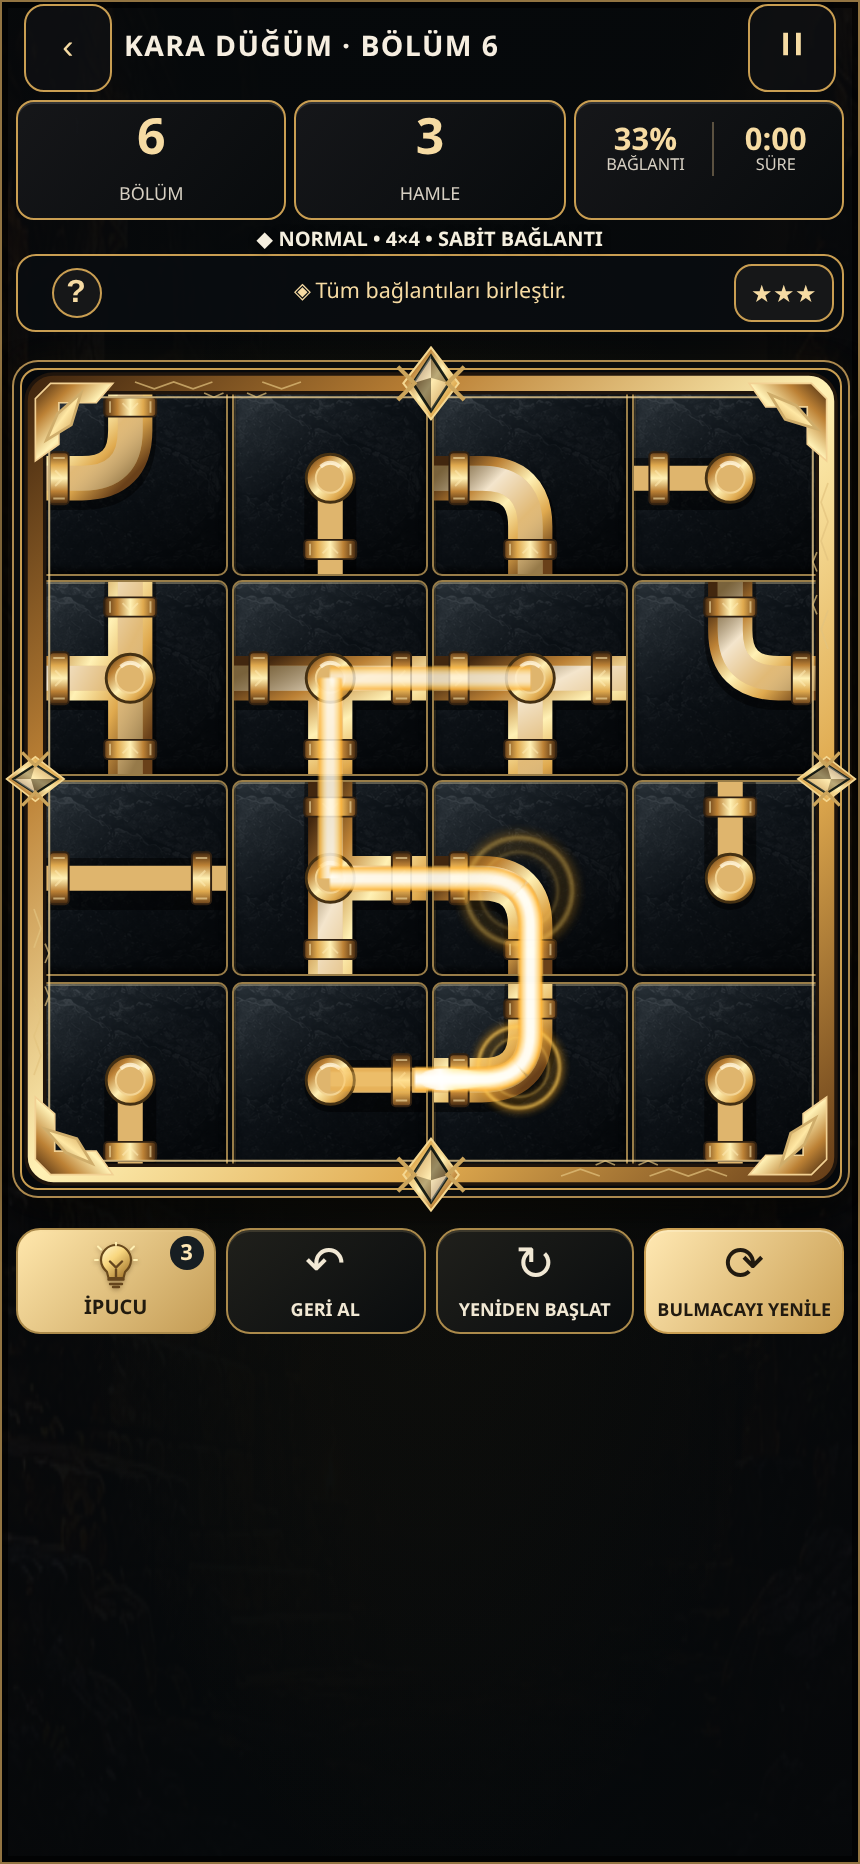 ‹ KARA DÜĞÜM · BÖLÜM 6
6
BÖLÜM
3
HAMLE
33%
BAĞLANTI
0:00
SÜRE
◆ NORMAL • 4×4 • SABİT BAĞLANTI
?
◈ Tüm bağlantıları birleştir.
★★★
3
İPUCU
GERİ AL
YENİDEN BAŞLAT
BULMACAYI YENİLE